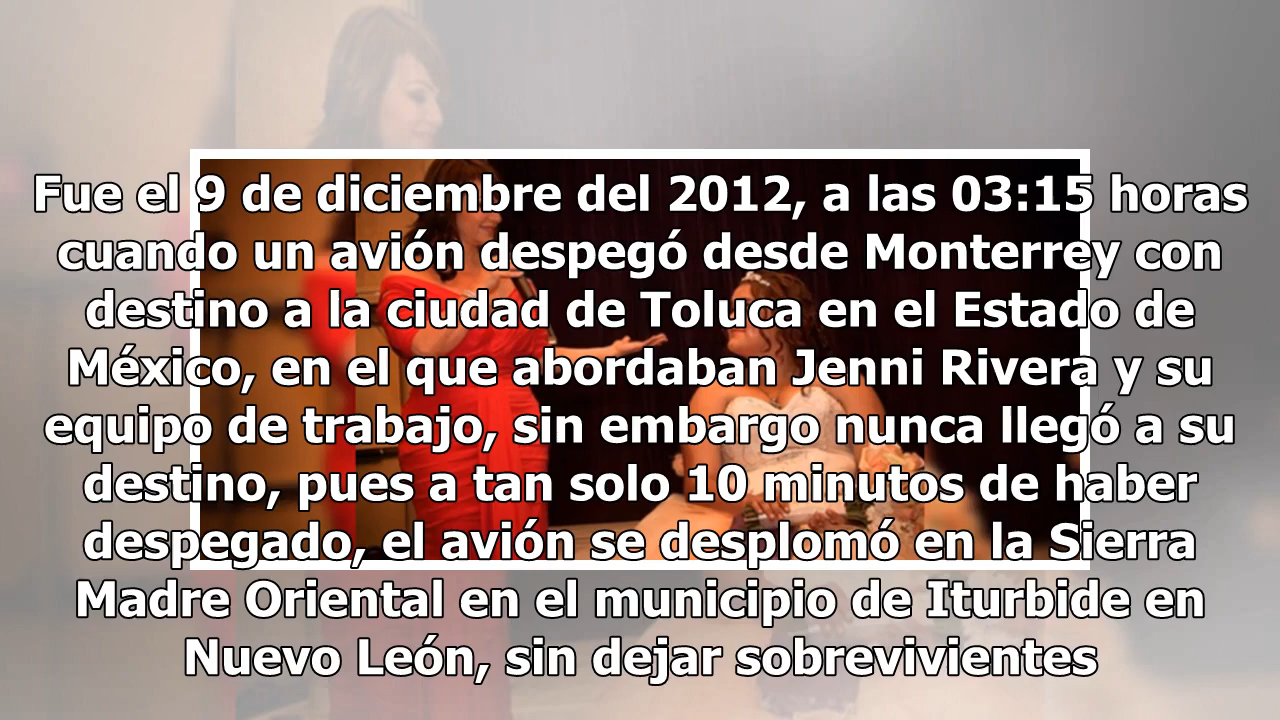 Fue el 9 de diciembre del 2012, a las 03:15 horas
cuando un avión despegó desde Monterrey con
destino a la ciudad de Toluca en el Estado de
México, en el que abordaban Jenni Rivera y su
equipo de trabajo, sin embargo nunca llegó a su
destino, pues a tan solo 10 minutos de haber
despegado, el avión se desplomó en la Sierra
Madre Oriental en el municipio de Iturbide en
Nuevo León, sin dejar sobrevivientes